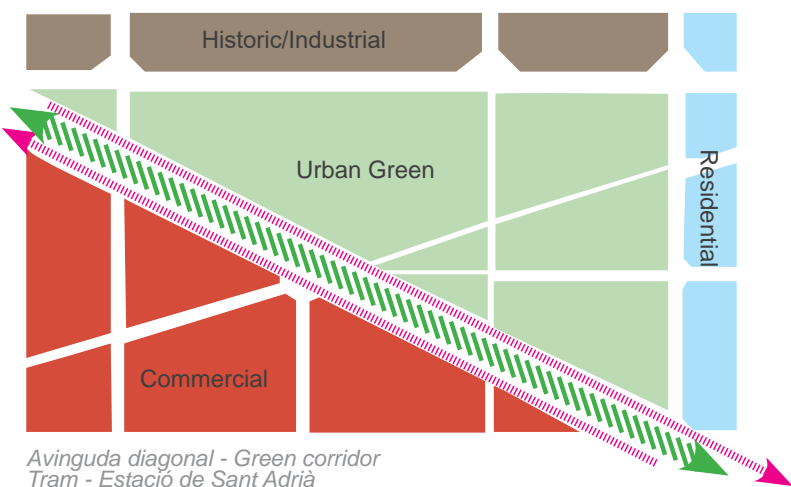 Historic/Industrial
Urban Green
Residential
Commercial
Avinguda diagonal - Green corridor
Tram - Estació de Sant Adrià